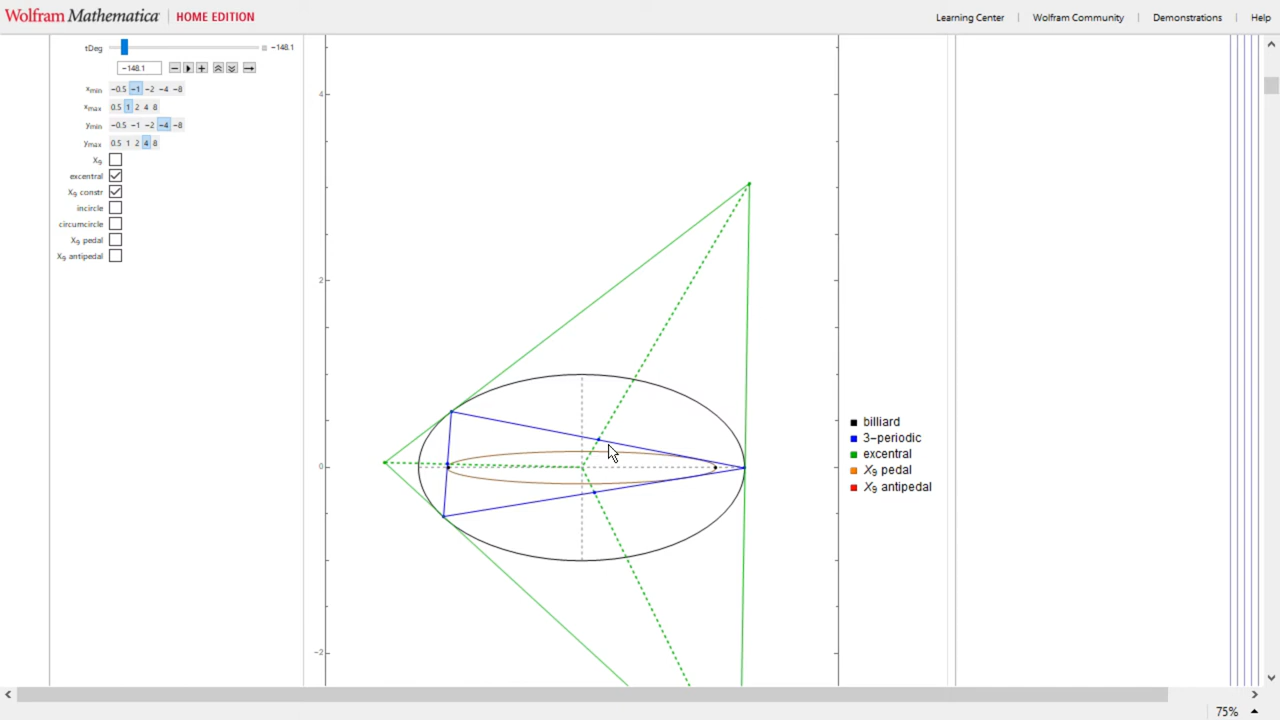 Wolfram Mathematica | HOME EDITION
Learning Center | Wolfram Community | Demonstrations | Help
tDeg −148.1
−148.1
xmin −0.5 −1 −2 −4 −8
xmax 0.5 1 2 4 8
ymin −0.5 −1 −2 −4 −8
ymax 0.5 1 2 4 8
X9
excentral
X9 constr
incircle
circumcircle
X9 pedal
X9 antipedal
4
2
0
−2
billiard
3−periodic
excentral
X9 pedal
X9 antipedal
75%